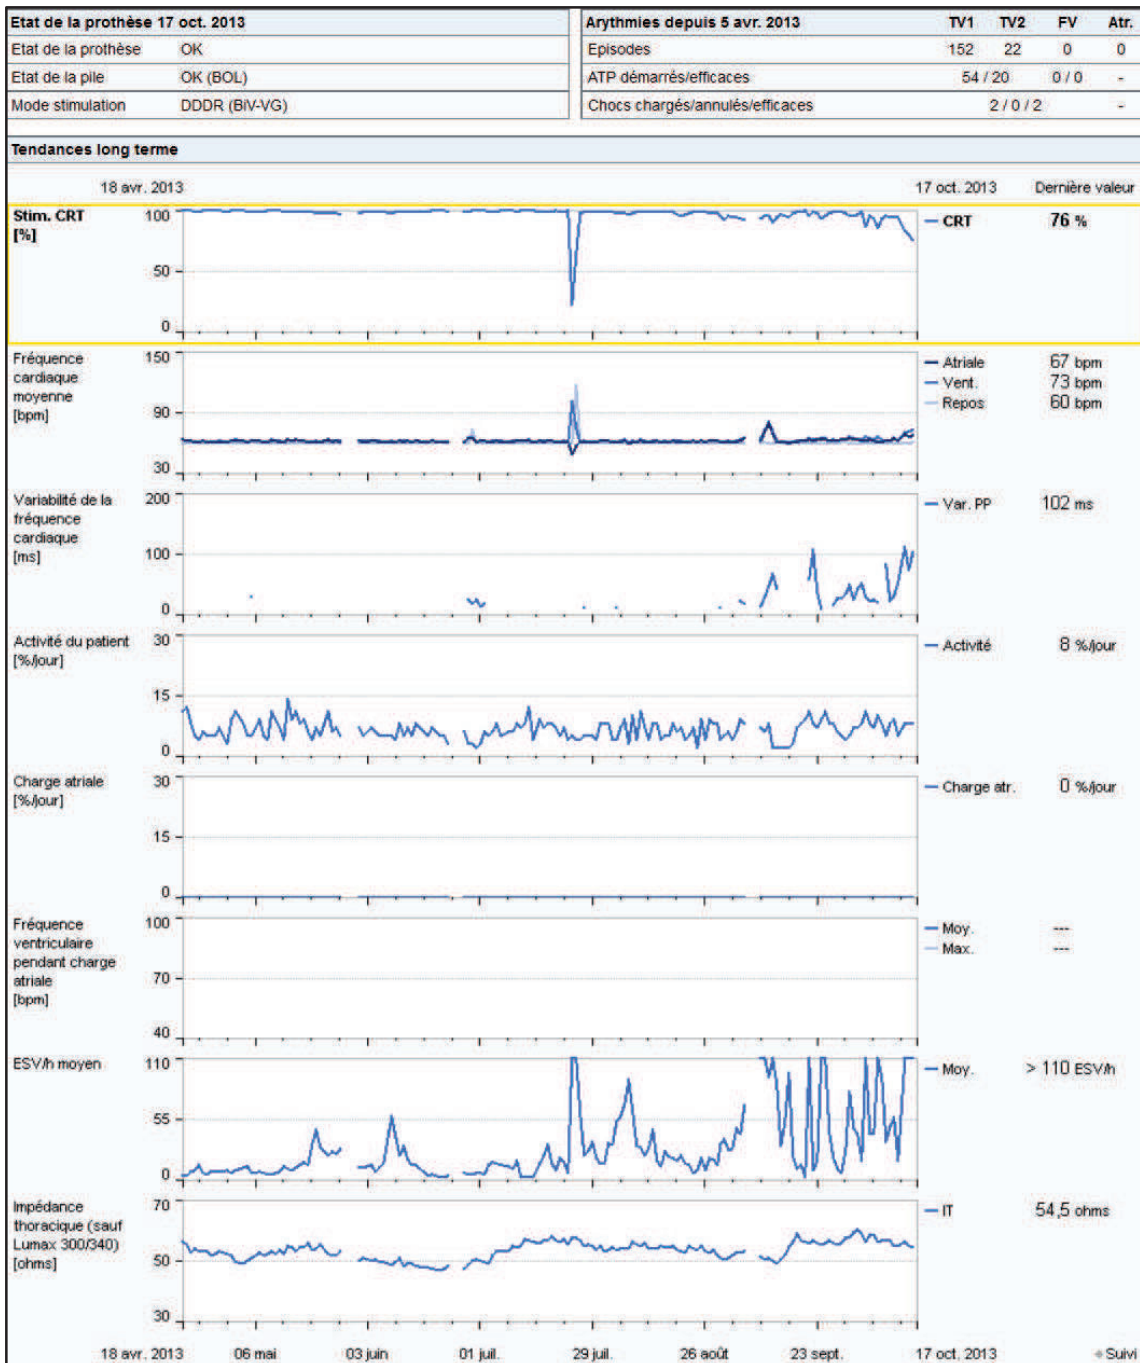 Etat de la prothèse 17 oct. 2013
Etat de la prothèse OK
Etat de la pile OK (BOL)
Mode stimulation DDDR (BiV-VG)
Arythmies depuis 5 avr. 2013 TV1 TV2 FV Atr.
Episodes 152 22 0 0
ATP démarrés/efficaces 54 / 20 0 / 0 -
Chocs chargés/annulés/efficaces 2 / 0 / 2 -
Tendances long terme
18 avr. 2013 17 oct. 2013 Dernière valeur
Stim. CRT
[%]
100
50
0
CRT 76 %
Fréquence
cardiaque
moyenne
[bpm]
150
90
30
Atriale 67 bpm
Vent. 73 bpm
Repos 60 bpm
Variabilité de la
fréquence
cardiaque
[ms]
200
100
0
Var. PP 102 ms
Activité du patient
[%/jour]
30
15
0
Activité 8 %/jour
Charge atriale
[%/jour]
30
15
0
Charge atr. 0 %/jour
Fréquence
ventriculaire
pendant charge
atriale
[bpm]
100
70
40
Moy. ---
Max. ---
ESV/h moyen
110
55
0
Moy. > 110 ESV/h
Impédance
thoracique (sauf
Lumax 300/340)
[ohms]
70
50
30
IT 54,5 ohms
18 avr. 2013 06 mai 03 juin 01 juil. 29 juil. 26 août 23 sept. 17 oct. 2013 Suivi